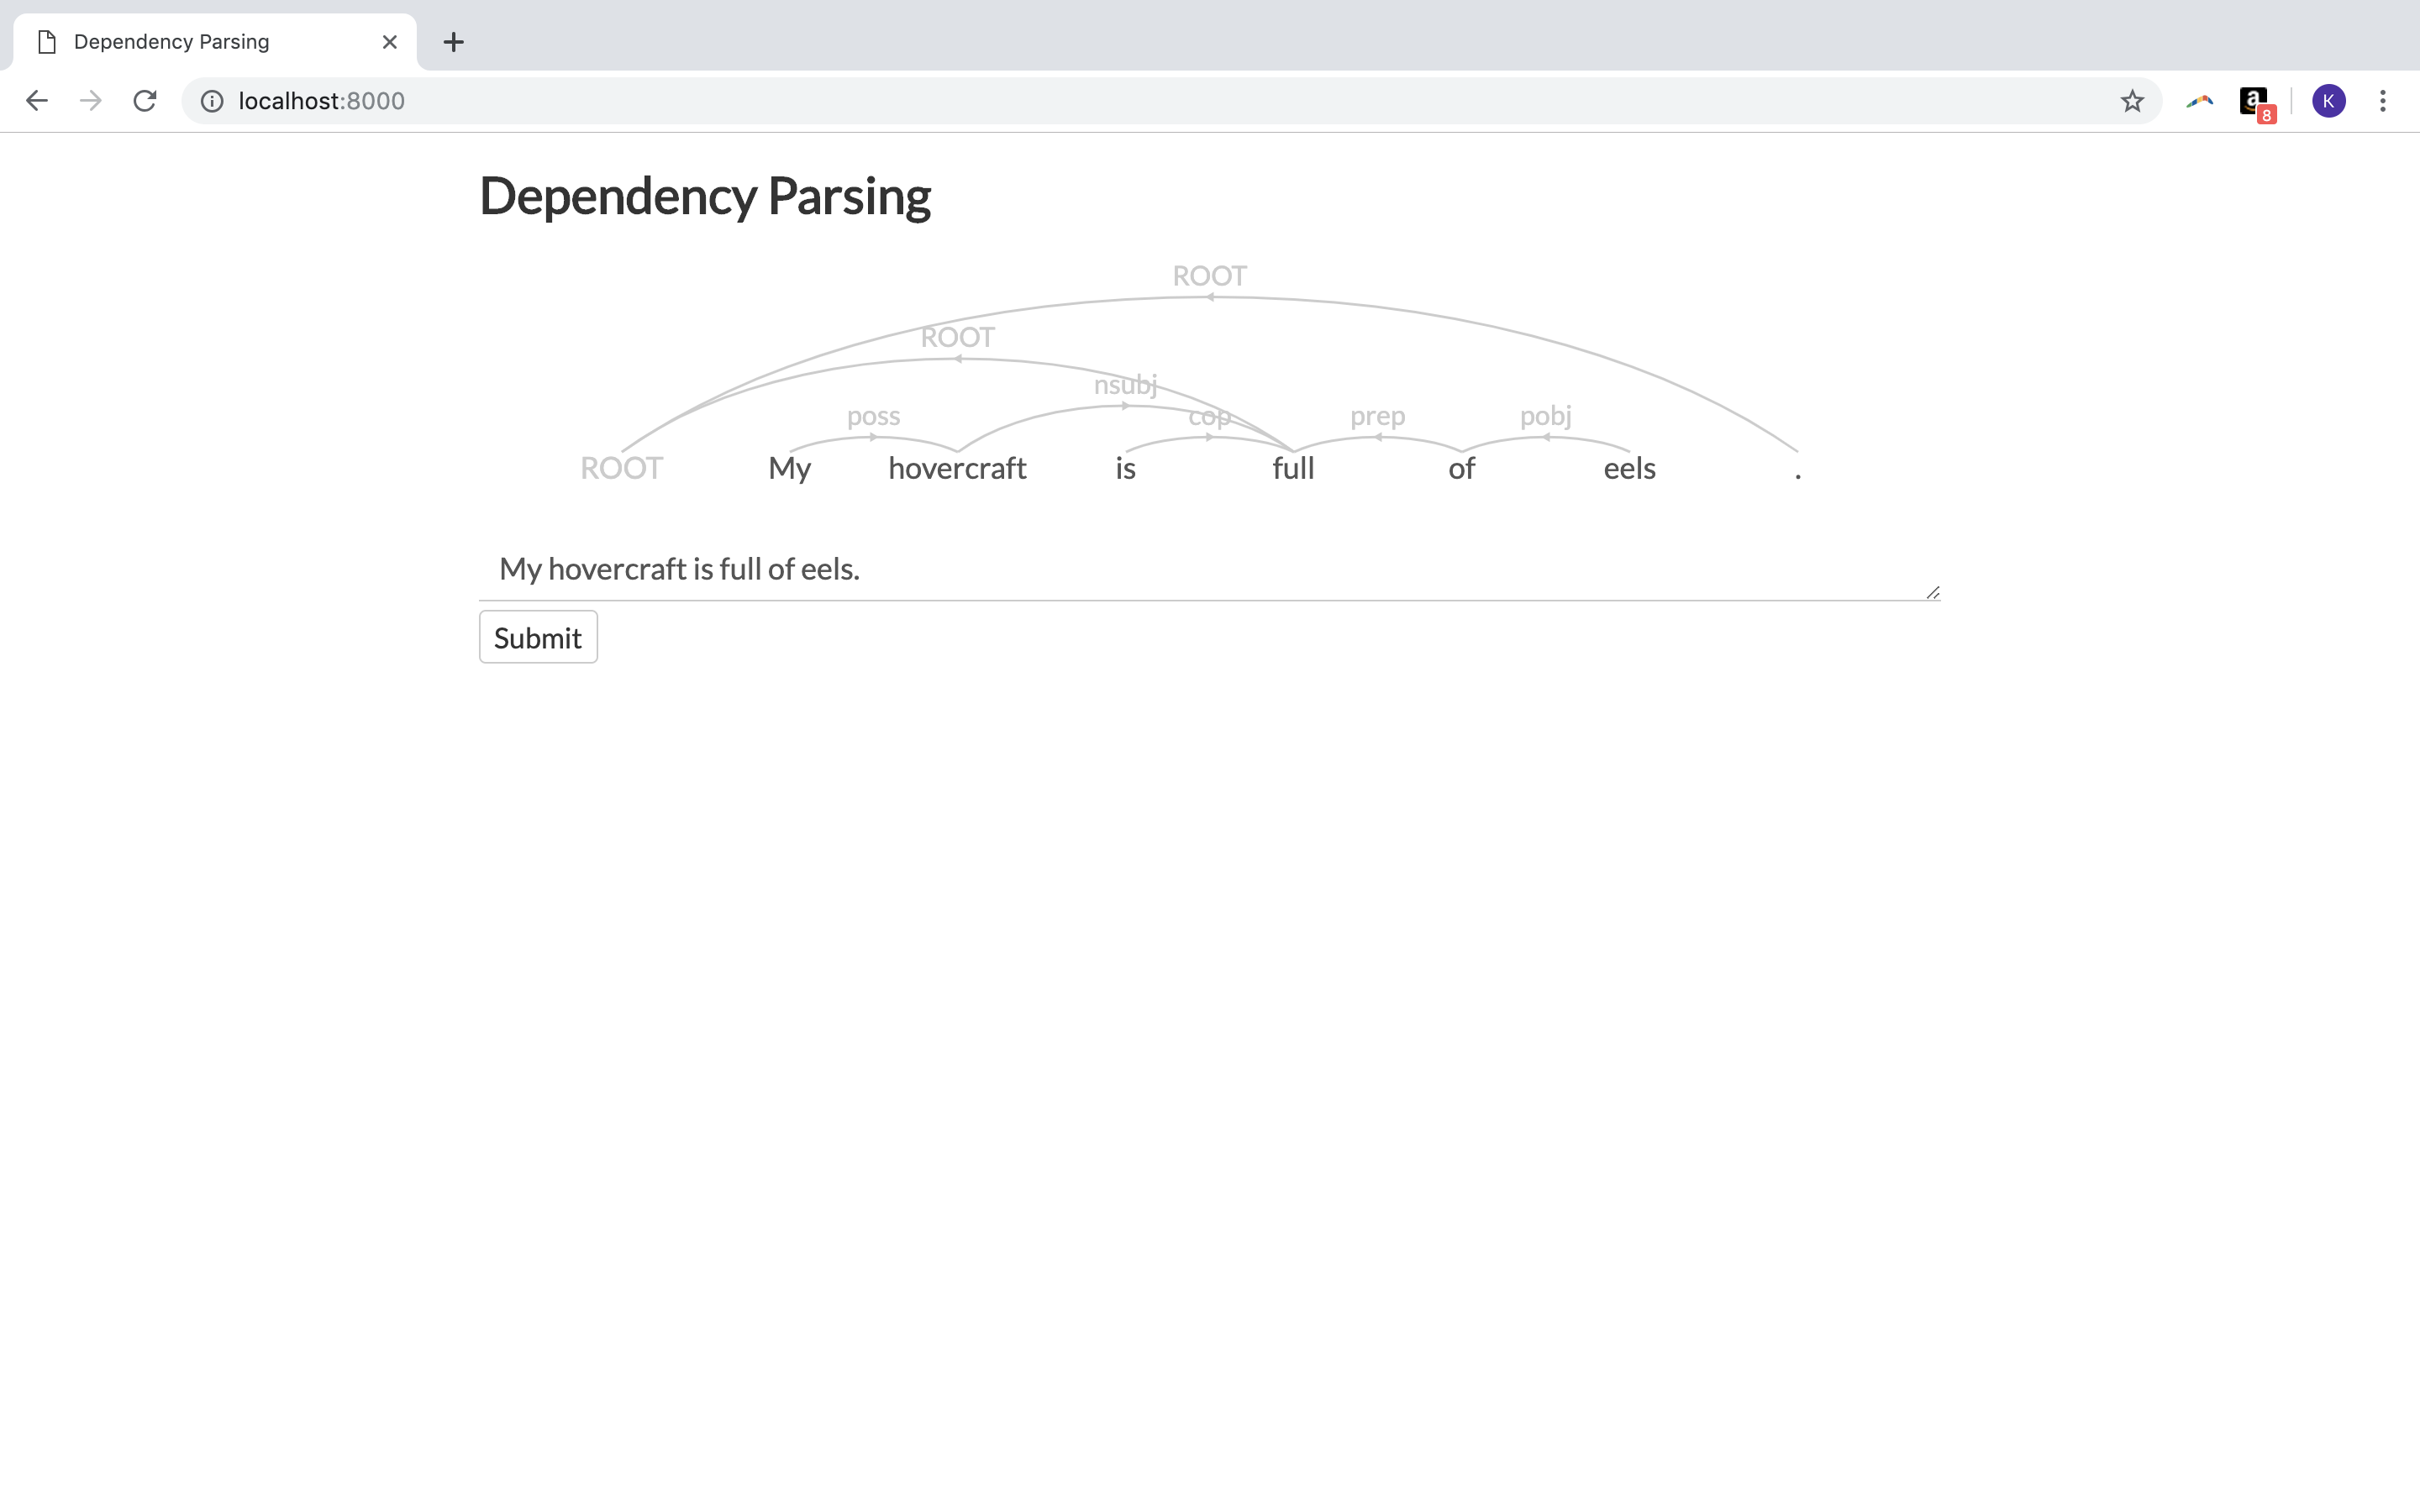 Dependency Parsing
localhost:8000
a
8
K
Dependency Parsing
ROOT
ROOT
nsubj
poss cop prep pobj
ROOT My hovercraft is full of eels .
My hovercraft is full of eels.
Submit